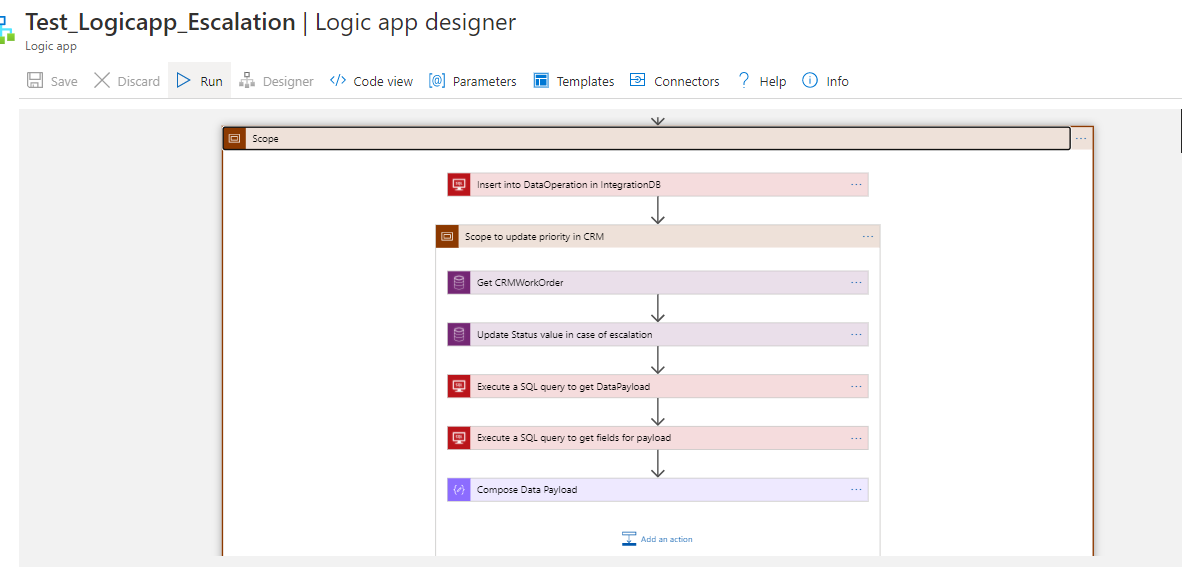 Test_Logicapp_Escalation | Logic app designer
Logic app
Save Discard Run Designer Code view Parameters Templates Connectors Help Info
Scope
Insert into DataOperation in IntegrationDB
Scope to update priority in CRM
Get CRMWorkOrder
Update Status value in case of escalation
Execute a SQL query to get DataPayload
Execute a SQL query to get fields for payload
Compose Data Payload
Add an action